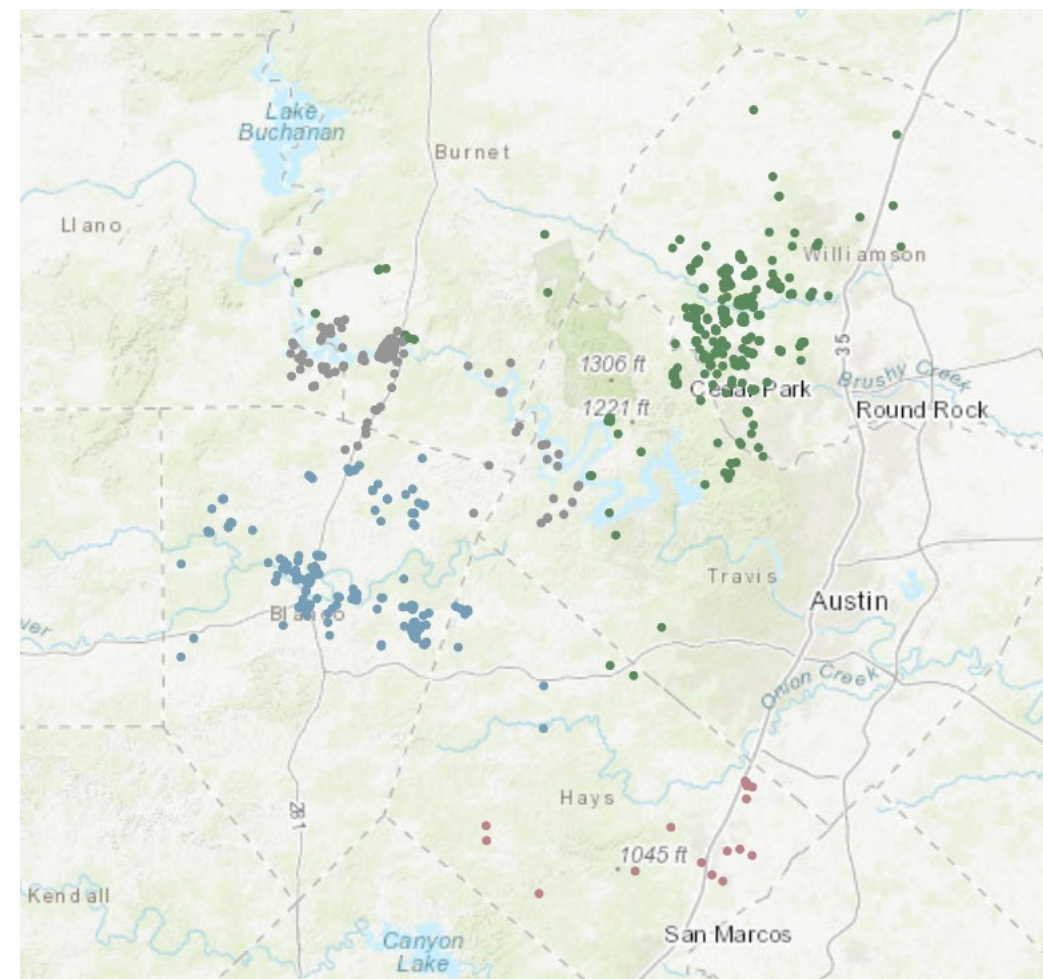 Lake
Buchanan
Burnet
Llano
Williamson
1306 ft
35
Brushy Creek
Cedar Park
1221 ft
Round Rock
Travis
Austin
Blanco
Onion Creek
Hays
281
1045 ft
Kendall
San Marcos
Canyon
Lake